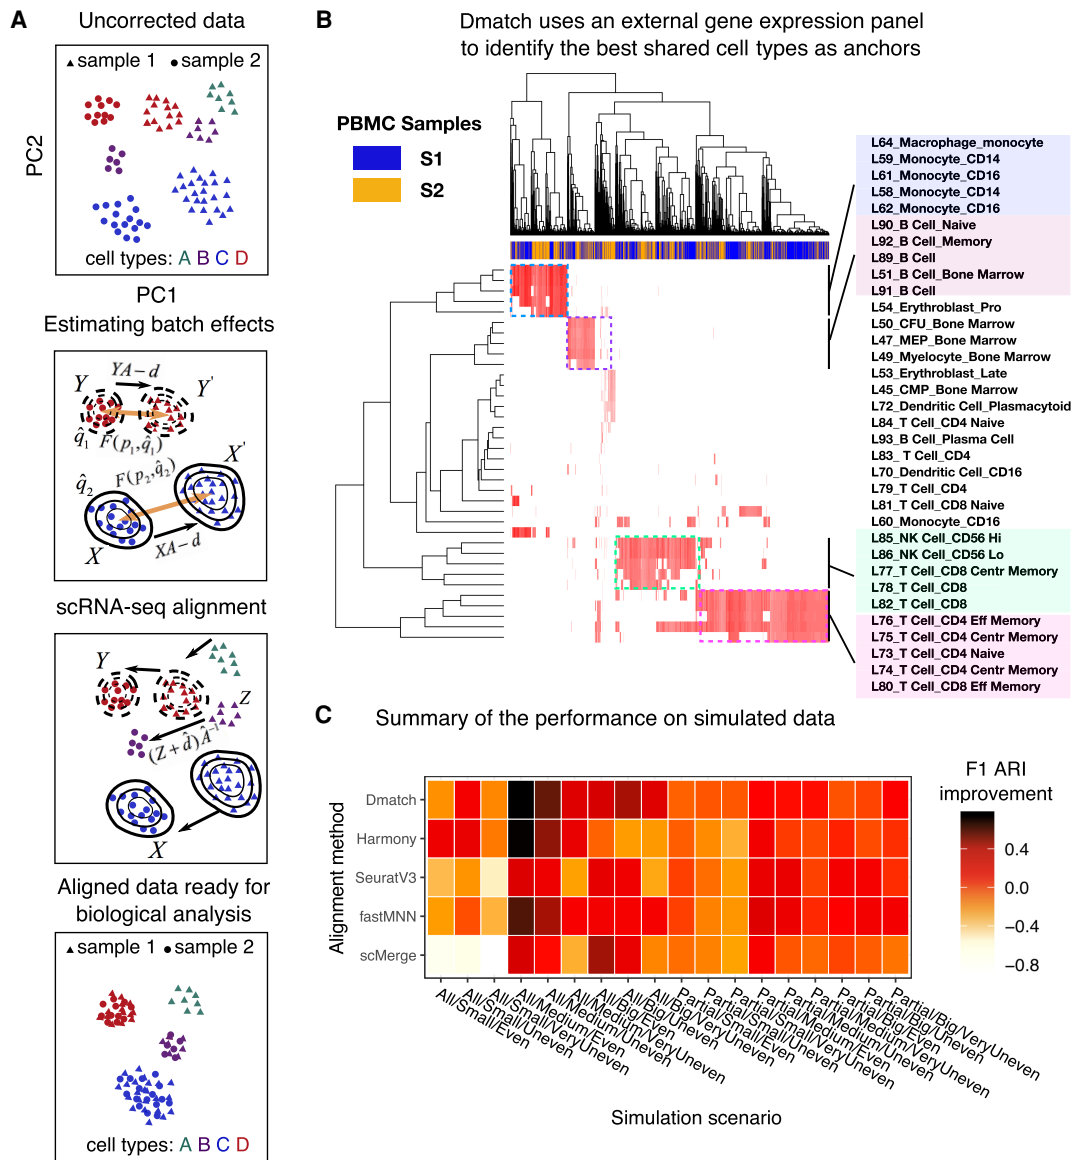 A
Uncorrected data
▲sample 1 ●sample 2
PC2
cell types: A B C D
PC1
Estimating batch effects
YA – d
Y
Y'
q̂1
F(p1,q̂1)
F(p2,q̂2)
X'
q̂2
X
XA – d
scRNA-seq alignment
Y
Z
(Z + d̂)Â⁻¹
X
Aligned data ready for
biological analysis
▲sample 1 ●sample 2
cell types: A B C D
B
Dmatch uses an external gene expression panel
to identify the best shared cell types as anchors
PBMC Samples
S1
S2
L64_Macrophage_monocyte
L59_Monocyte_CD14
L61_Monocyte_CD16
L58_Monocyte_CD14
L62_Monocyte_CD16
L90_B Cell_Naive
L92_B Cell_Memory
L89_B Cell
L51_B Cell_Bone Marrow
L91_B Cell
L54_Erythroblast_Pro
L50_CFU_Bone Marrow
L47_MEP_Bone Marrow
L49_Myelocyte_Bone Marrow
L53_Erythroblast_Late
L45_CMP_Bone Marrow
L72_Dendritic Cell_Plasmacytoid
L84_T Cell_CD4 Naive
L93_B Cell_Plasma Cell
L83_ T Cell_CD4
L70_Dendritic Cell_CD16
L79_T Cell_CD4
L81_T Cell_CD8 Naive
L60_Monocyte_CD16
L85_NK Cell_CD56 Hi
L86_NK Cell_CD56 Lo
L77_T Cell_CD8 Centr Memory
L78_T Cell_CD8
L82_T Cell_CD8
L76_T Cell_CD4 Eff Memory
L75_T Cell_CD4 Centr Memory
L73_T Cell_CD4 Naive
L74_T Cell_CD4 Centr Memory
L80_T Cell_CD8 Eff Memory
C
Summary of the performance on simulated data
Alignment method
Dmatch
Harmony
SeuratV3
fastMNN
scMerge
All/Small/Even
All/Small/Uneven
All/Small/VeryUneven
All/Medium/Even
All/Medium/Uneven
All/Medium/VeryUneven
All/Big/Even
All/Big/Uneven
All/Big/VeryUneven
Partial/Small/Even
Partial/Small/Uneven
Partial/Small/VeryUneven
Partial/Medium/Even
Partial/Medium/Uneven
Partial/Medium/VeryUneven
Partial/Big/Even
Partial/Big/Uneven
Partial/Big/VeryUneven
Simulation scenario
F1 ARI
improvement
0.4
0.0
−0.4
−0.8